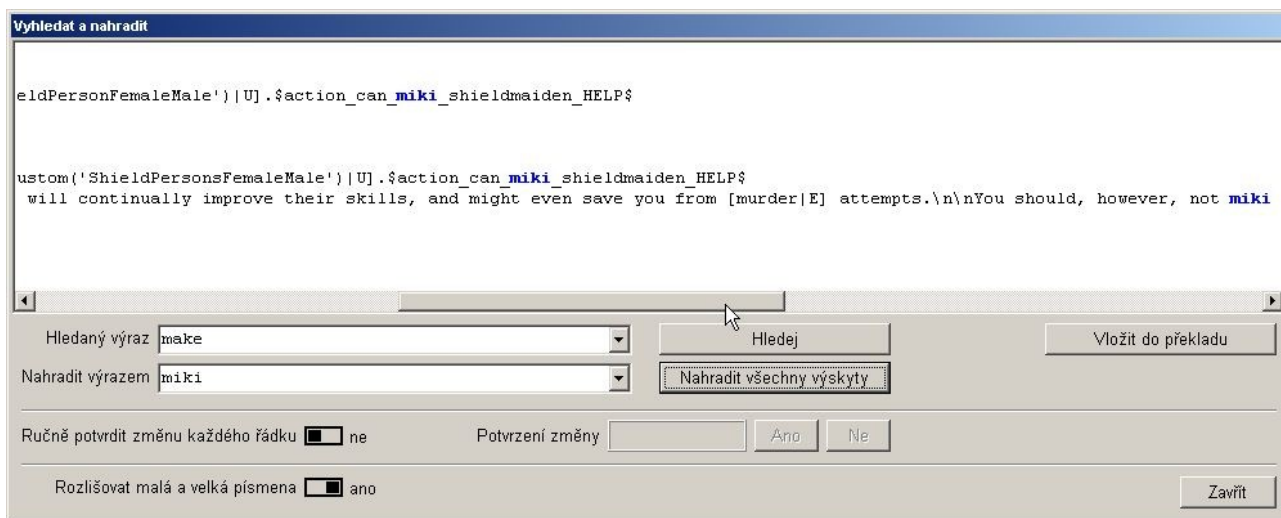 Vyhledat a nahradit
eldPersonFemaleMale')|U].$action_can_miki_shieldmaiden_HELP$
ustom('ShieldPersonsFemaleMale')|U].$action_can_miki_shieldmaiden_HELP$
will continually improve their skills, and might even save you from [murder|E] attempts.\n\nYou should, however, not miki
Hledaný výraz make Hledej Vložit do překladu
Nahradit výrazem miki Nahradit všechny výskyty
Ručně potvrdit změnu každého řádku ne Potvrzení změny Ano Ne
Rozlišovat malá a velká písmena ano Zavřít